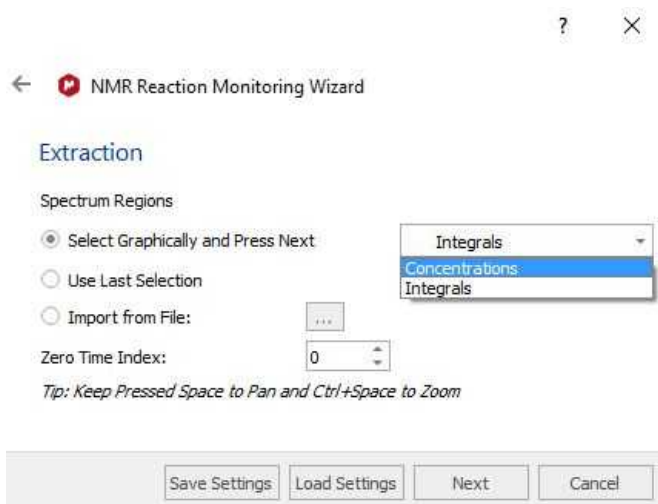 ?
NMR Reaction Monitoring Wizard
Extraction
Spectrum Regions
Select Graphically and Press Next
Integrals
Concentrations
Integrals
Use Last Selection
Import from File:
...
Zero Time Index:
0
Tip: Keep Pressed Space to Pan and Ctrl+Space to Zoom
Save Settings
Load Settings
Next
Cancel